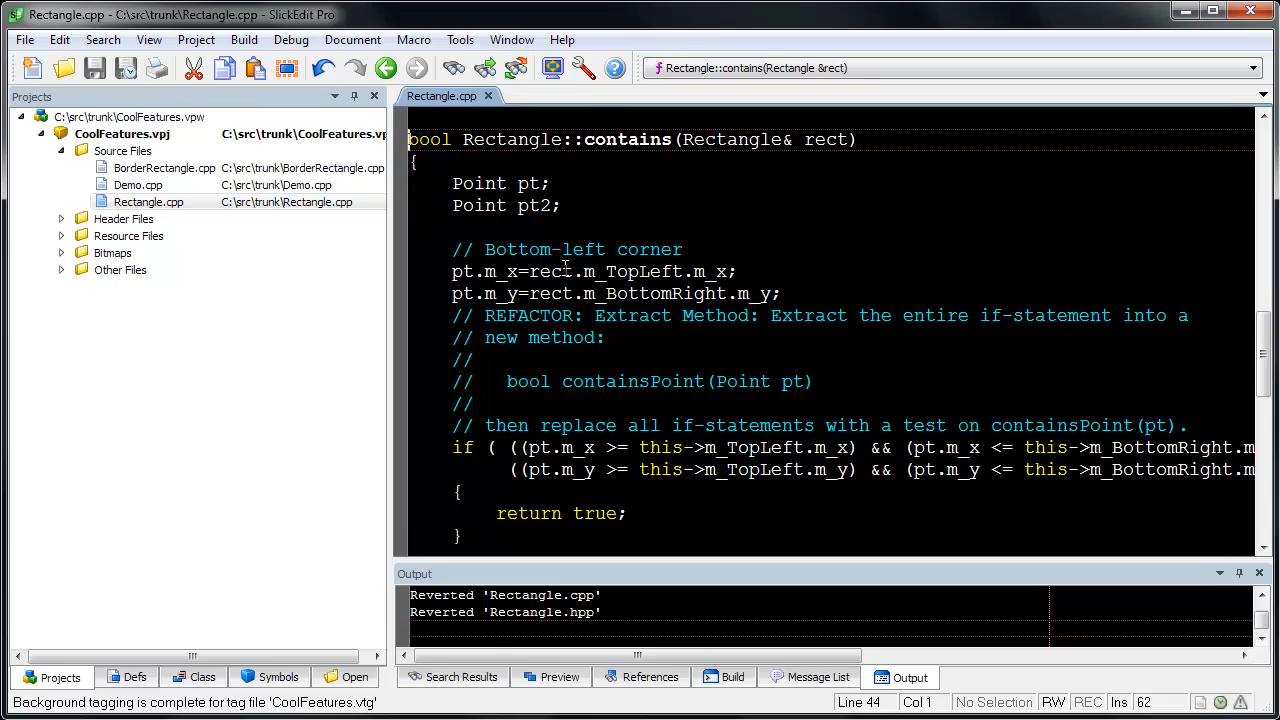 Rectangle.cpp - C:\src\trunk\Rectangle.cpp - SlickEdit Pro
File Edit Search View Project Build Debug Document Macro Tools Window Help
Rectangle::contains(Rectangle &rect)
Projects
C:\src\trunk\CoolFeatures.vpw
CoolFeatures.vpj C:\src\trunk\CoolFeatures.vp
Source Files
BorderRectangle.cpp C:\src\trunk\BorderRectangle.cpp
Demo.cpp C:\src\trunk\Demo.cpp
Rectangle.cpp C:\src\trunk\Rectangle.cpp
Header Files
Resource Files
Bitmaps
Other Files
Projects Defs Class Symbols Open
Rectangle.cpp
bool Rectangle::contains(Rectangle& rect)
{
Point pt;
Point pt2;
// Bottom-left corner
pt.m_x=rect.m_TopLeft.m_x;
pt.m_y=rect.m_BottomRight.m_y;
// REFACTOR: Extract Method: Extract the entire if-statement into a
// new method:
//
// bool containsPoint(Point pt)
//
// then replace all if-statements with a test on containsPoint(pt).
if ( ((pt.m_x >= this->m_TopLeft.m_x) && (pt.m_x <= this->m_BottomRight.m
((pt.m_y >= this->m_TopLeft.m_y) && (pt.m_y <= this->m_BottomRight.m
{
return true;
}
Output
Reverted 'Rectangle.cpp'
Reverted 'Rectangle.hpp'
Search Results Preview References Build Message List Output
Background tagging is complete for tag file 'CoolFeatures.vtg' Line 44 Col 1 No Selection RW REC Ins 62